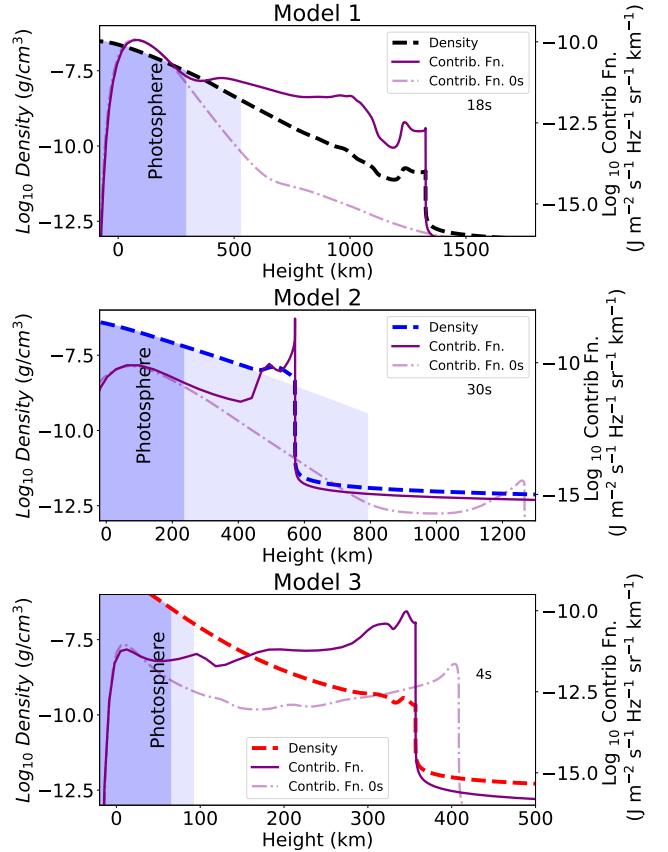 Model 1
Log10 Density (g/cm³)
−7.5
−10.0
−12.5
Photosphere
Density
Contrib. Fn.
Contrib. Fn. 0s
18s
−10.0
−12.5
−15.0
Log 10 Contrib Fn.
(J m−2 s−1 Hz−1 sr−1 km−1)
0
500
1000
1500
Height (km)
Model 2
Log10 Density (g/cm³)
−7.5
−10.0
−12.5
Photosphere
Density
Contrib. Fn.
Contrib. Fn. 0s
30s
−10
−15
Log 10 Contrib Fn.
(J m−2 s−1 Hz−1 sr−1 km−1)
0
200
400
600
800
1000
1200
Height (km)
Model 3
Log10 Density (g/cm³)
−7.5
−10.0
−12.5
Photosphere
4s
Density
Contrib. Fn.
Contrib. Fn. 0s
−10.0
−12.5
−15.0
Log 10 Contrib Fn.
(J m−2 s−1 Hz−1 sr−1 km−1)
0
100
200
300
400
500
Height (km)